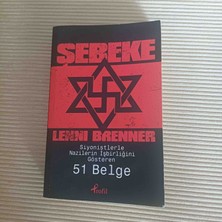 ŞEBEKE
LENNI BRENNER
Siyonistlerle
Nazilerin İşbirliğini
Gösteren
51 Belge